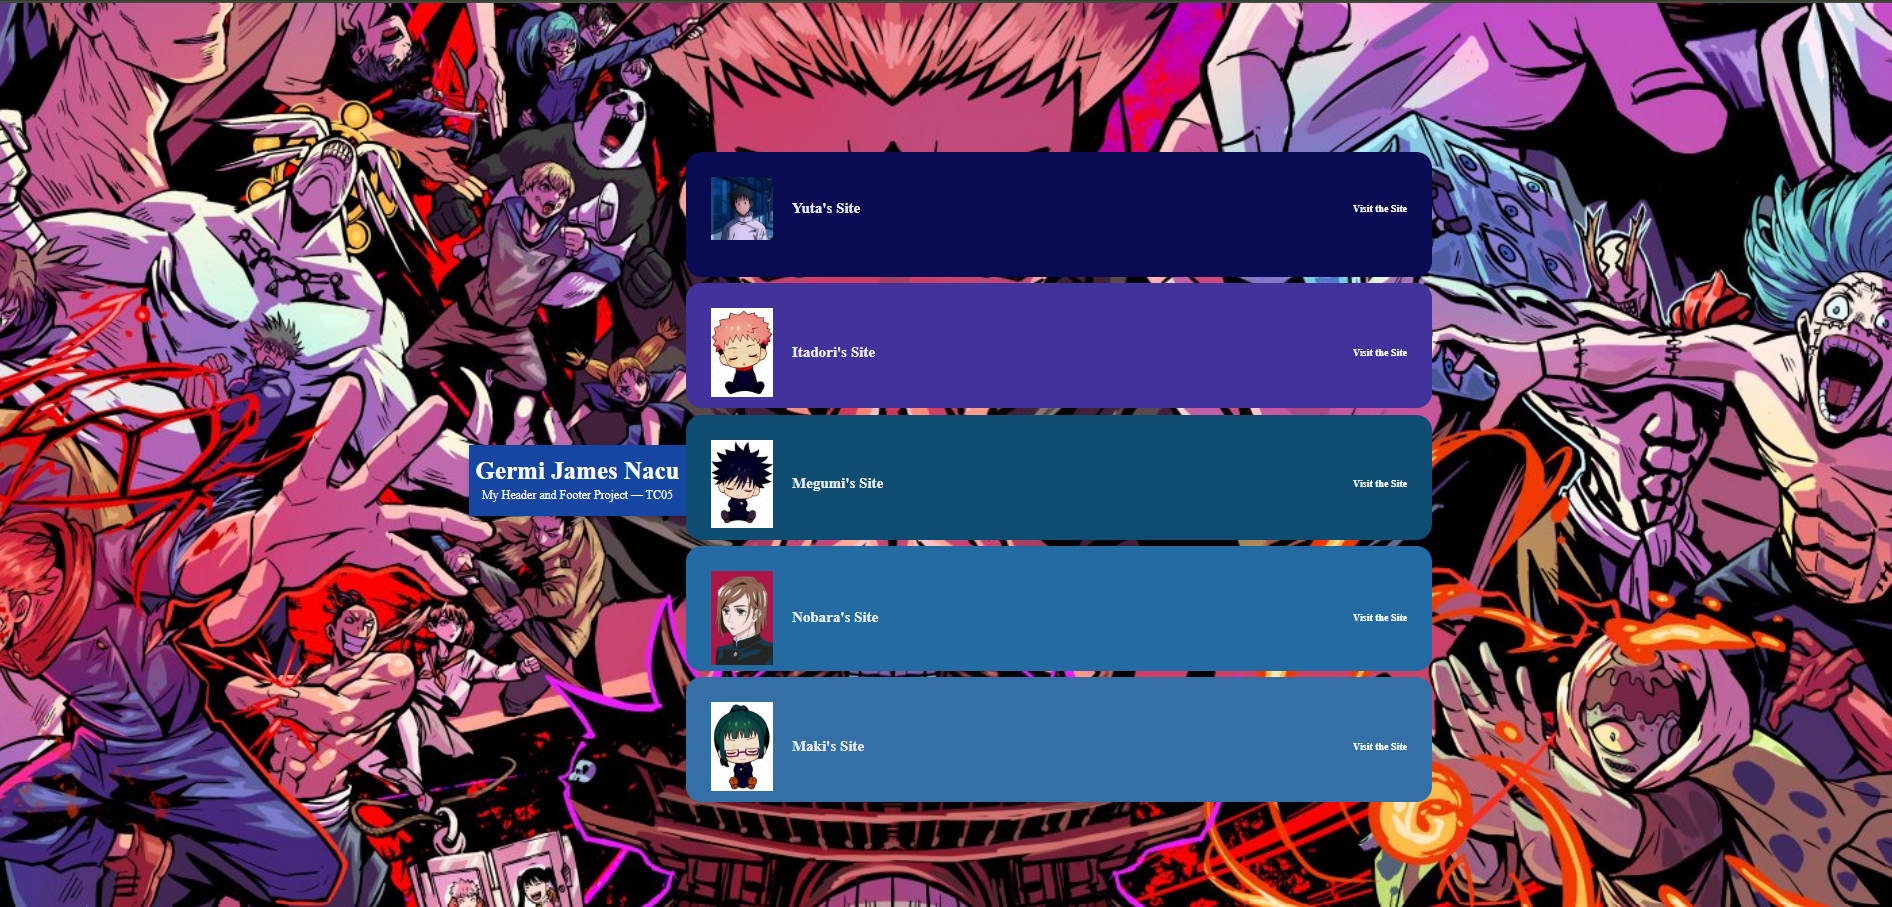 Yuta's Site
Visit the Site
Itadori's Site
Visit the Site
Germi James Nacu
My Header and Footer Project — TC05
Megumi's Site
Visit the Site
Nobara's Site
Visit the Site
Maki's Site
Visit the Site